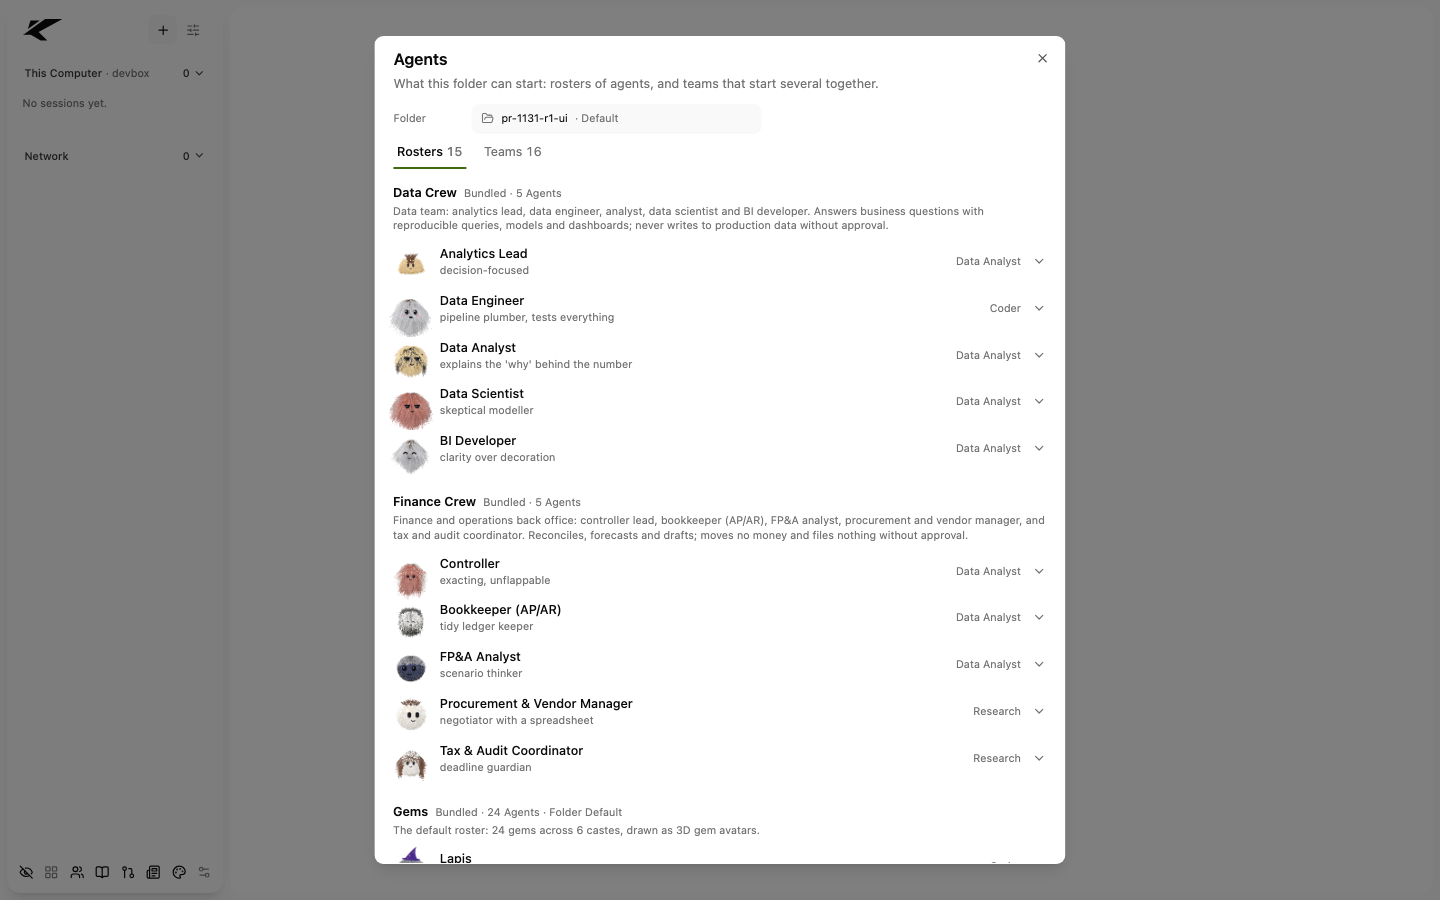 This Computer · devbox 0
No sessions yet.
Network 0
Agents
What this folder can start: rosters of agents, and teams that start several together.
Folder pr-1131-r1-ui · Default
Rosters 15 Teams 16
Data Crew Bundled · 5 Agents
Data team: analytics lead, data engineer, analyst, data scientist and BI developer. Answers business questions with
reproducible queries, models and dashboards; never writes to production data without approval.
Analytics Lead
decision-focused
Data Analyst
Data Engineer
pipeline plumber, tests everything
Coder
Data Analyst
explains the 'why' behind the number
Data Analyst
Data Scientist
skeptical modeller
Data Analyst
BI Developer
clarity over decoration
Data Analyst
Finance Crew Bundled · 5 Agents
Finance and operations back office: controller lead, bookkeeper (AP/AR), FP&A analyst, procurement and vendor manager, and
tax and audit coordinator. Reconciles, forecasts and drafts; moves no money and files nothing without approval.
Controller
exacting, unflappable
Data Analyst
Bookkeeper (AP/AR)
tidy ledger keeper
Data Analyst
FP&A Analyst
scenario thinker
Data Analyst
Procurement & Vendor Manager
negotiator with a spreadsheet
Research
Tax & Audit Coordinator
deadline guardian
Research
Gems Bundled · 24 Agents · Folder Default
The default roster: 24 gems across 6 castes, drawn as 3D gem avatars.
Lapis